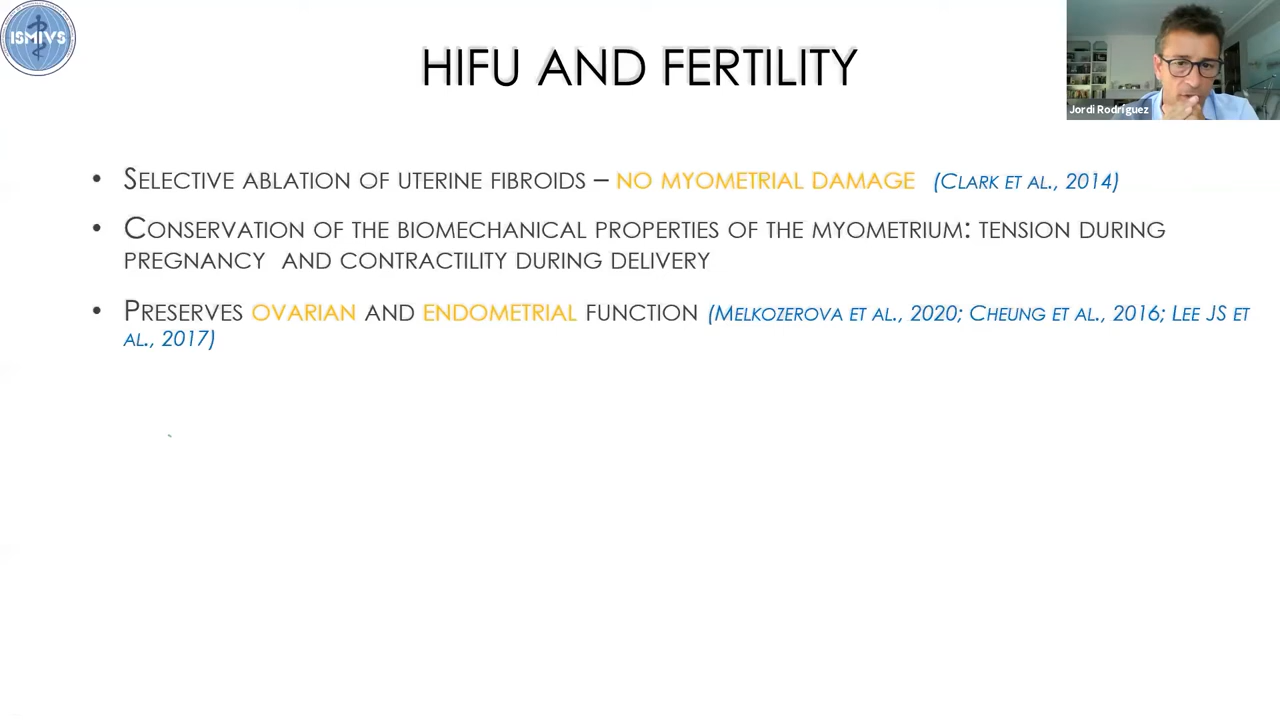 ISMIVS
HIFU AND FERTILITY
Jordi Rodríguez
• SELECTIVE ABLATION OF UTERINE FIBROIDS – NO MYOMETRIAL DAMAGE (CLARK ET AL., 2014)
• CONSERVATION OF THE BIOMECHANICAL PROPERTIES OF THE MYOMETRIUM: TENSION DURING
PREGNANCY AND CONTRACTILITY DURING DELIVERY
• PRESERVES OVARIAN AND ENDOMETRIAL FUNCTION (MELKOZEROVA ET AL., 2020; CHEUNG ET AL., 2016; LEE JS ET
AL., 2017)